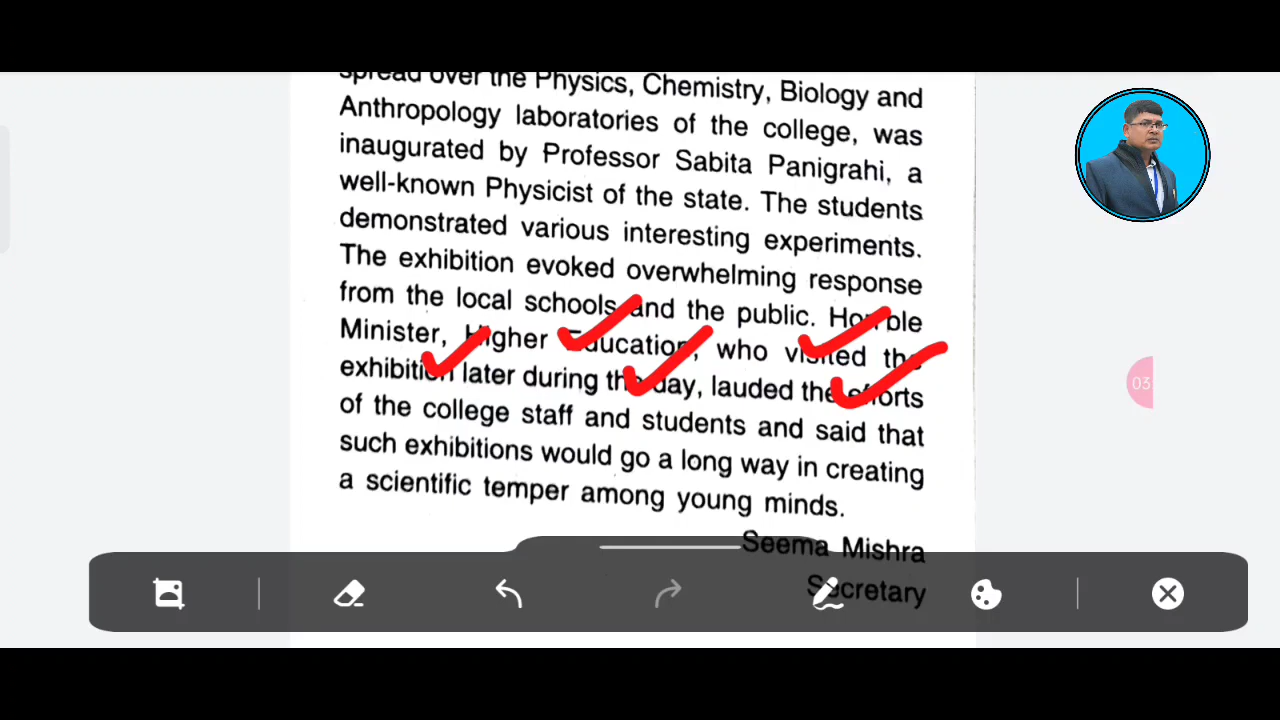 spread over the Physics, Chemistry, Biology and
Anthropology laboratories of the college, was
inaugurated by Professor Sabita Panigrahi, a
well-known Physicist of the state. The students
demonstrated various interesting experiments.
The exhibition evoked overwhelming response
from the local schools and the public. Hon'ble
Minister, Higher Education, who visited the
exhibition later during the day, lauded the efforts
of the college staff and students and said that
such exhibitions would go a long way in creating
a scientific temper among young minds.
Seema Mishra
Secretary
03